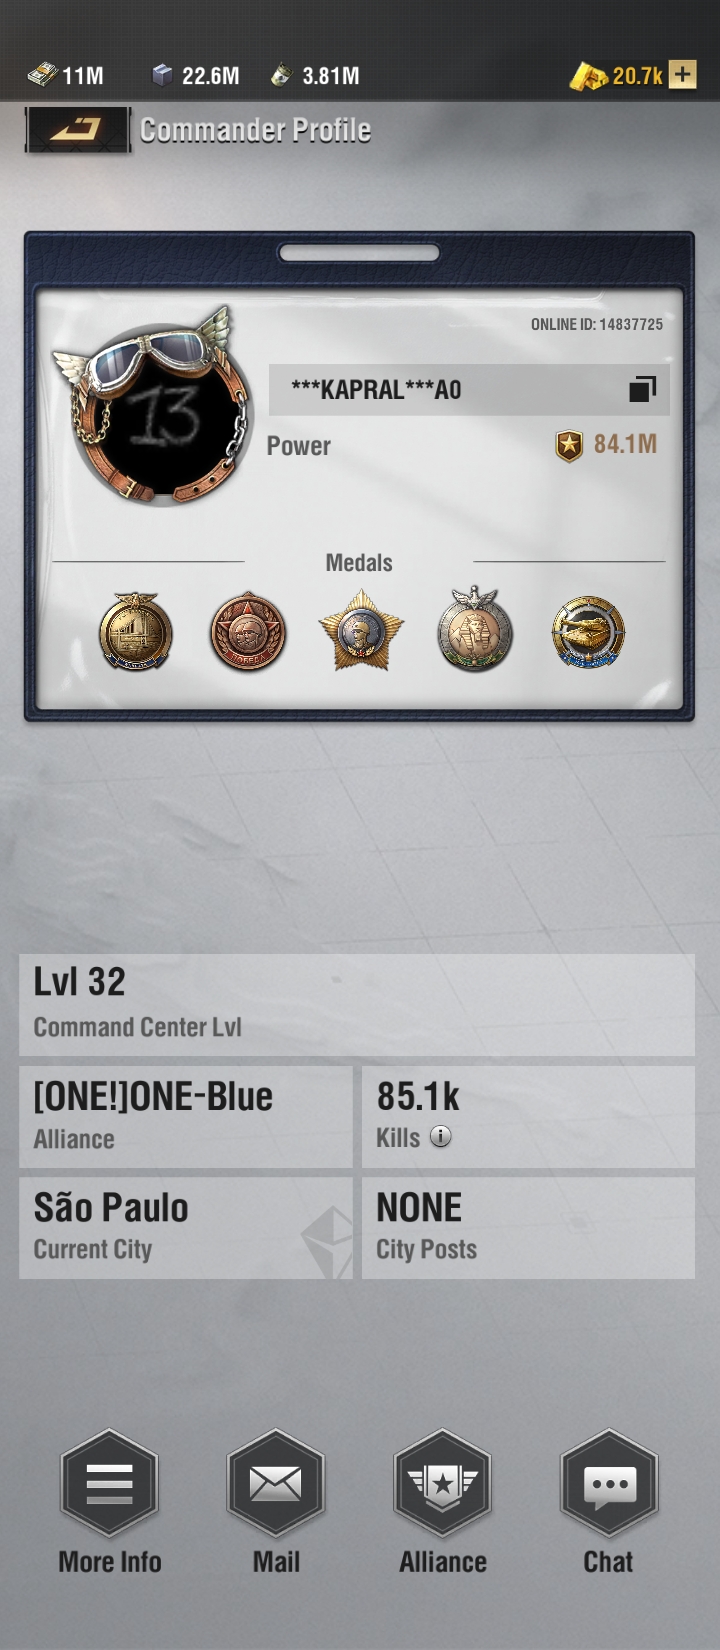 11M 22.6M 3.81M 20.7k
Commander Profile
ONLINE ID: 14837725
***KAPRAL***A0
13
Power 84.1M
Medals
ПОБЕДА
Lvl 32
Command Center Lvl
[ONE!]ONE-Blue
Alliance
85.1k
Kills
São Paulo
Current City
NONE
City Posts
More Info Mail Alliance Chat